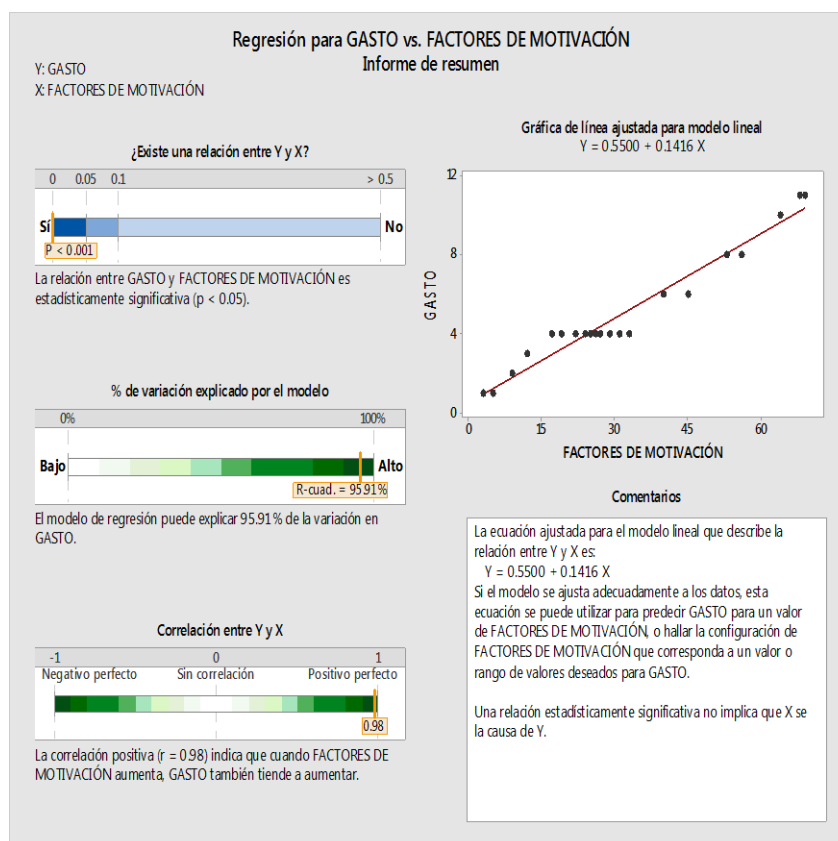 Regresión para GASTO vs. FACTORES DE MOTIVACIÓN
Informe de resumen
Y: GASTO
X: FACTORES DE MOTIVACIÓN
¿Existe una relación entre Y y X?
0 0.05 0.1 > 0.5
Sí No
P < 0.001
La relación entre GASTO y FACTORES DE MOTIVACIÓN es
estadísticamente significativa (p < 0.05).
% de variación explicado por el modelo
0% 100%
Bajo Alto
R-cuad. = 95.91%
El modelo de regresión puede explicar 95.91% de la variación en
GASTO.
Correlación entre Y y X
-1 0 1
Negativo perfecto Sin correlación Positivo perfecto
0.98
La correlación positiva (r = 0.98) indica que cuando FACTORES DE
MOTIVACIÓN aumenta, GASTO también tiende a aumentar.
Gráfica de línea ajustada para modelo lineal
Y = 0.5500 + 0.1416 X
12
8
4
0
GASTO
0 15 30 45 60
FACTORES DE MOTIVACIÓN
Comentarios
La ecuación ajustada para el modelo lineal que describe la
relación entre Y y X es:
Y = 0.5500 + 0.1416 X
Si el modelo se ajusta adecuadamente a los datos, esta
ecuación se puede utilizar para predecir GASTO para un valor
de FACTORES DE MOTIVACIÓN, o hallar la configuración de
FACTORES DE MOTIVACIÓN que corresponda a un valor o
rango de valores deseados para GASTO.
Una relación estadísticamente significativa no implica que X se
la causa de Y.